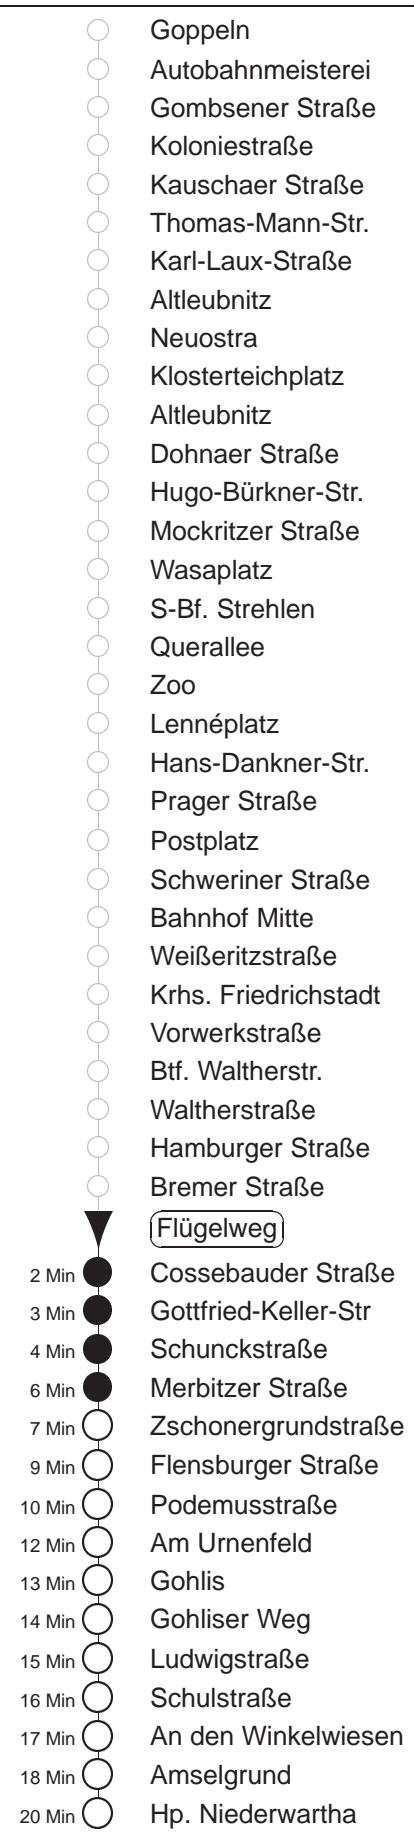 Goppeln
Autobahnmeisterei
Gombsener Straße
Koloniestraße
Kauschaer Straße
Thomas-Mann-Str.
Karl-Laux-Straße
Altleubnitz
Neuostra
Klosterteichplatz
Altleubnitz
Dohnaer Straße
Hugo-Bürkner-Str.
Mockritzer Straße
Wasaplatz
S-Bf. Strehlen
Querallee
Zoo
Lennéplatz
Hans-Dankner-Str.
Prager Straße
Postplatz
Schweriner Straße
Bahnhof Mitte
Weißeritzstraße
Krhs. Friedrichstadt
Vorwerkstraße
Btf. Waltherstr.
Waltherstraße
Hamburger Straße
Bremer Straße
Flügelweg
2 Min Cossebauder Straße
3 Min Gottfried-Keller-Str
4 Min Schunckstraße
6 Min Merbitzer Straße
7 Min Zschonergrundstraße
9 Min Flensburger Straße
10 Min Podemusstraße
12 Min Am Urnenfeld
13 Min Gohlis
14 Min Gohliser Weg
15 Min Ludwigstraße
16 Min Schulstraße
17 Min An den Winkelwiesen
18 Min Amselgrund
20 Min Hp. Niederwartha